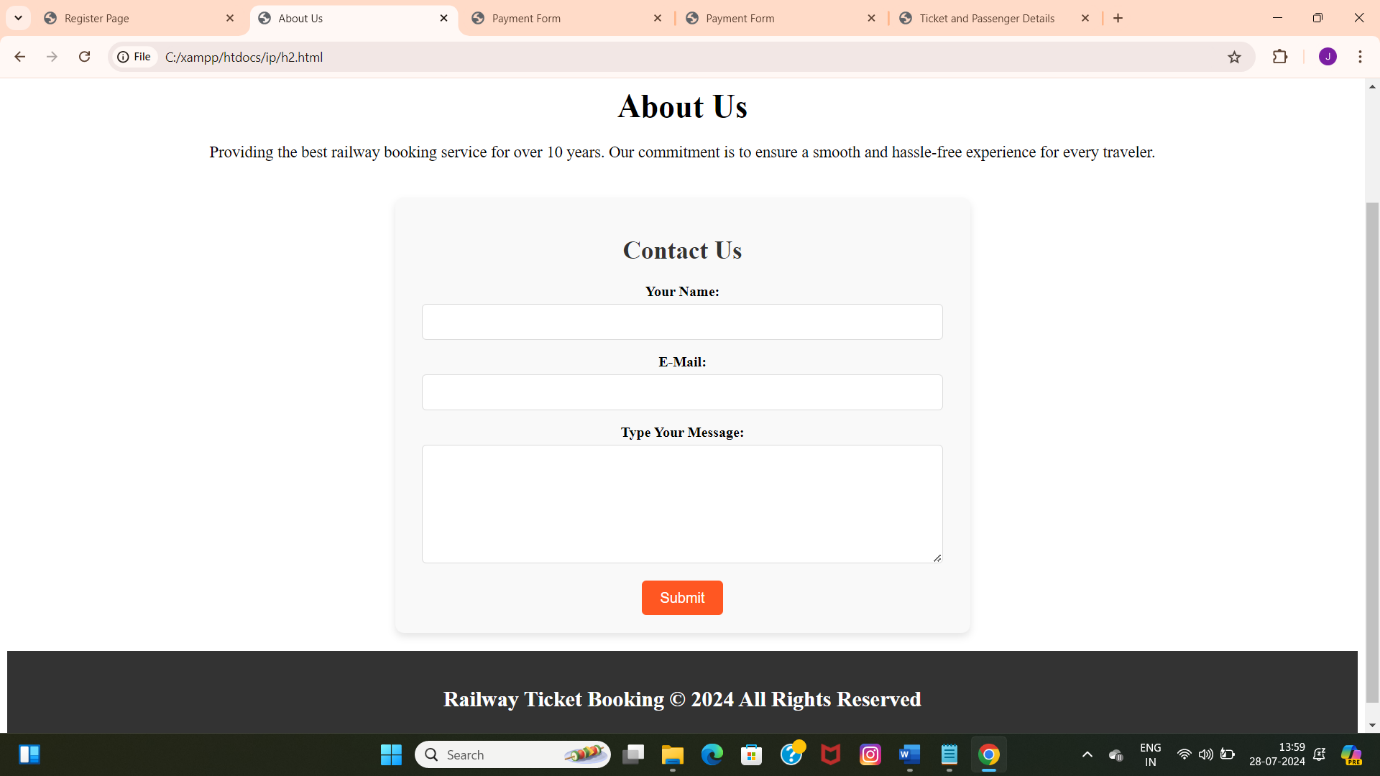 Register Page
About Us
Payment Form
Payment Form
Ticket and Passenger Details
File C:/xampp/htdocs/ip/h2.html
J
About Us
Providing the best railway booking service for over 10 years. Our commitment is to ensure a smooth and hassle-free experience for every traveler.
Contact Us
Your Name:
E-Mail:
Type Your Message:
Submit
Railway Ticket Booking © 2024 All Rights Reserved
Search
W
ENG
IN
13:59
28-07-2024
PRE